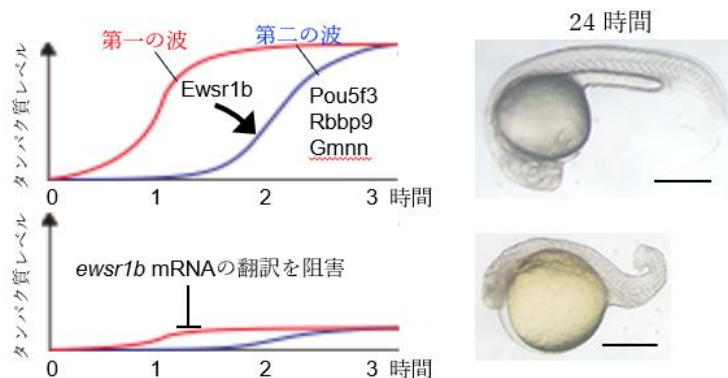 24 時間
第一の波
第二の波
タンパク質レベル
Ewsr1b
Pou5f3
Rbbp9
Gmnn
0 1 2 3 時間
タンパク質レベル
ewsr1b mRNAの翻訳を阻害
0 1 2 3 時間